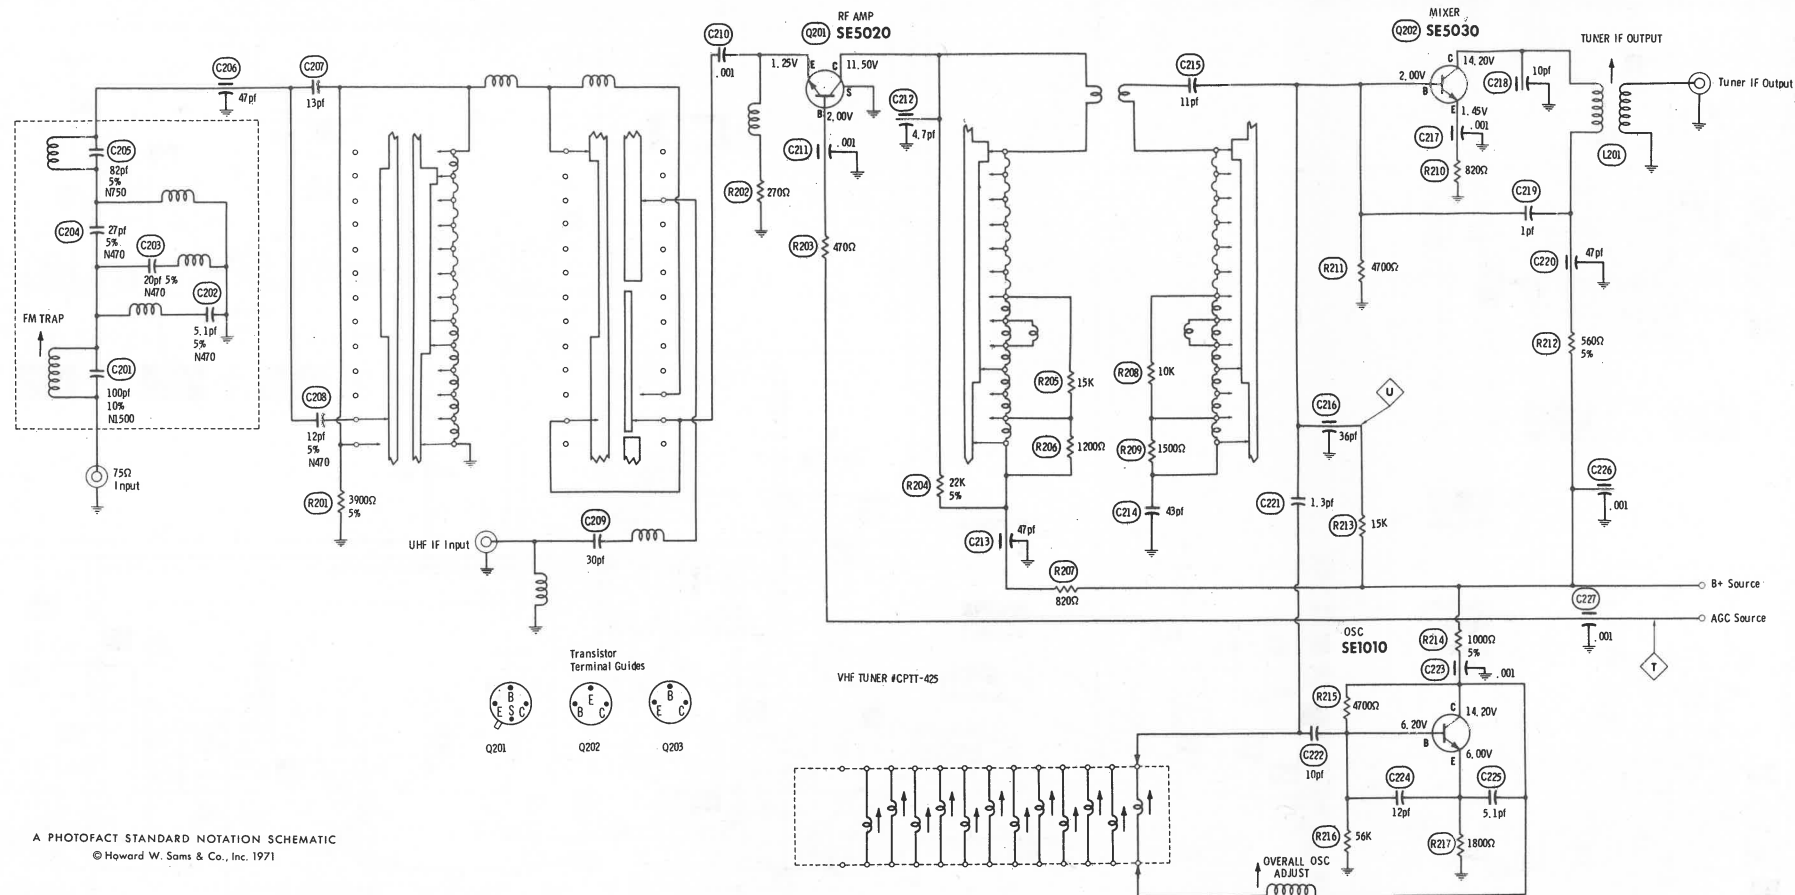 RF AMP
Q201 SE5020
MIXER
Q202 SE5030
TUNER IF OUTPUT
Tuner IF Output
C206
47pf
C207
13pf
C210
.001
1.25V
E
C
11.50V
S
B
2.00V
C211
.001
C212
4.7pf
R202
270Ω
R203
470Ω
C215
11pf
2.00V
B
C
14.20V
E
1.45V
C217
.001
C218
10pf
R210
820Ω
L201
C219
1pf
C220
47pf
R211
4700Ω
R212
560Ω
5%
C205
82pf
5%
N750
C204
27pf
5%
N470
C203
20pf 5%
N470
C202
5.1pf
5%
N470
FM TRAP
C201
100pf
10%
N1500
75Ω
Input
C208
12pf
5%
N470
R201
3900Ω
5%
UHF IF Input
C209
30pf
R204
22K
5%
R205
15K
R206
1200Ω
R208
10K
R209
1500Ω
C213
47pf
C214
43pf
R207
820Ω
C216
36pf
U
C221
1.3pf
R213
15K
C226
.001
B+ Source
C227
.001
AGC Source
T
OSC
SE1010
R214
1000Ω
5%
C223
.001
R215
4700Ω
C
14.20V
6.20V
B
E
6.00V
C222
10pf
C224
12pf
C225
5.1pf
R216
56K
R217
1800Ω
OVERALL OSC
ADJUST
VHF TUNER #CPTT-425
Transistor
Terminal Guides
B
E S C
Q201
E
B C
Q202
B
E C
Q203
A PHOTOFACT STANDARD NOTATION SCHEMATIC
© Howard W. Sams & Co., Inc. 1971